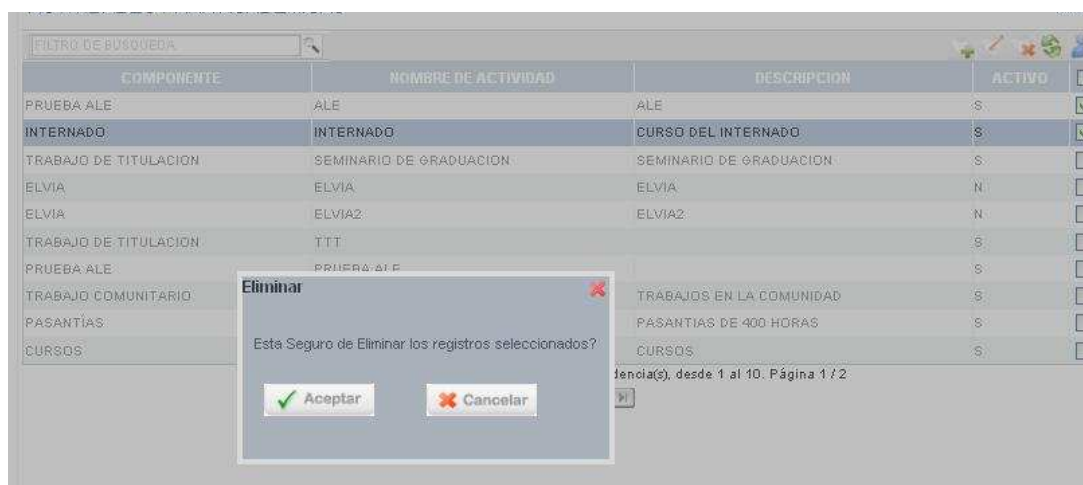 FILTRO DE BUSQUEDA
COMPONENTE NOMBRE DE ACTIVIDAD DESCRIPCION ACTIVO
PRUEBA ALE ALE ALE S
INTERNADO INTERNADO CURSO DEL INTERNADO S
TRABAJO DE TITULACION SEMINARIO DE GRADUACION SEMINARIO DE GRADUACION S
ELVIA ELVIA ELVIA N
ELVIA ELVIA2 ELVIA2 N
TRABAJO DE TITULACION TTT S
PRUEBA ALE PRUEBA ALE S
TRABAJO COMUNITARIO TRABAJOS EN LA COMUNIDAD S
PASANTÍAS PASANTIAS DE 400 HORAS S
CURSOS CURSOS S
dencia(s), desde 1 al 10. Página 1 / 2
Eliminar
Esta Seguro de Eliminar los registros seleccionados?
Aceptar Cancelar